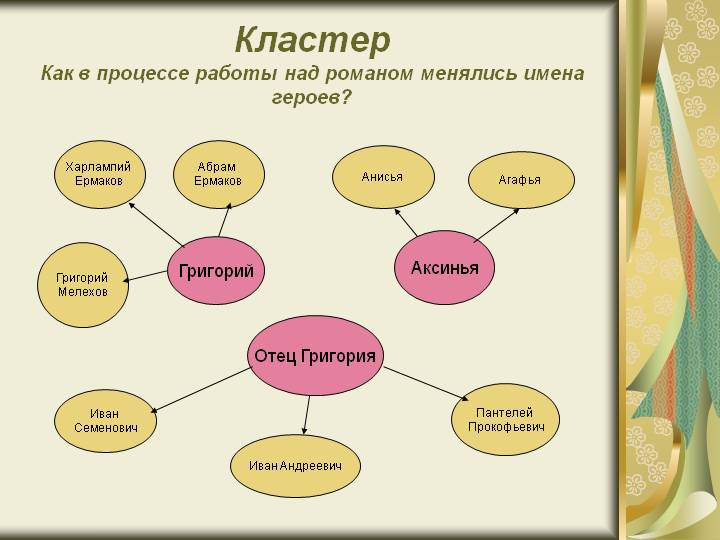 Кластер
Как в процессе работы над романом менялись имена
героев?
Харлампий
Ермаков
Абрам
Ермаков
Анисья
Агафья
Григорий
Мелехов
Григорий
Аксинья
Отец Григория
Иван
Семенович
Иван Андреевич
Пантелей
Прокофьевич